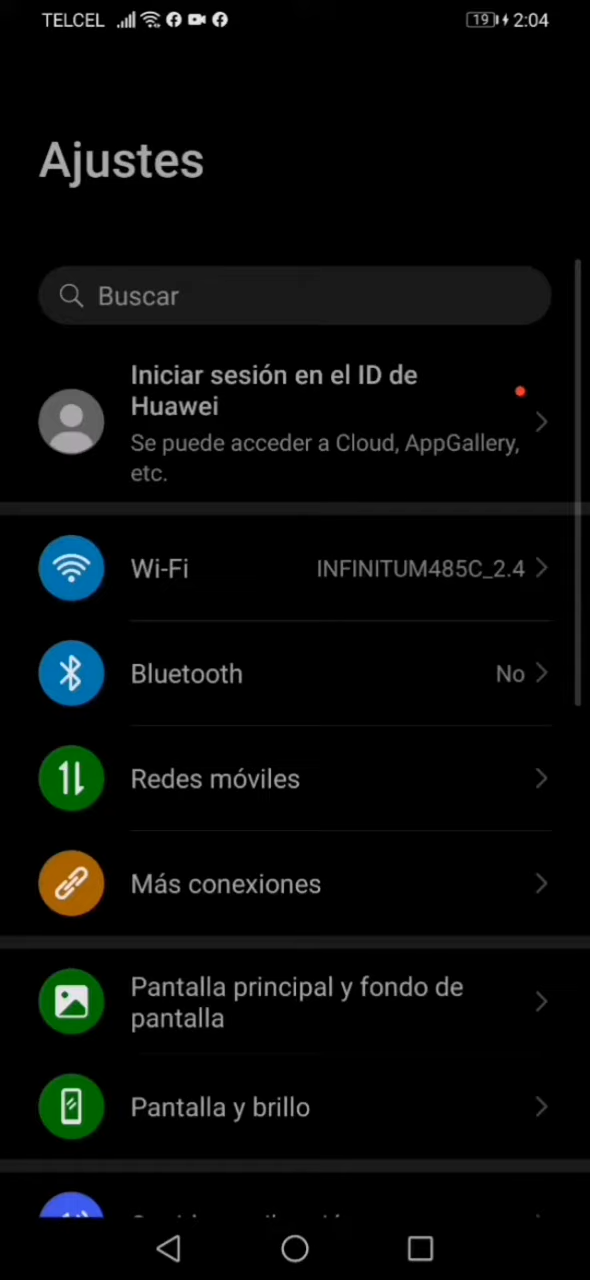 TELCEL 19 2:04
Ajustes
Buscar
Iniciar sesión en el ID de
Huawei
Se puede acceder a Cloud, AppGallery,
etc.
Wi-Fi INFINITUM485C_2.4
Bluetooth No
Redes móviles
Más conexiones
Pantalla principal y fondo de
pantalla
Pantalla y brillo